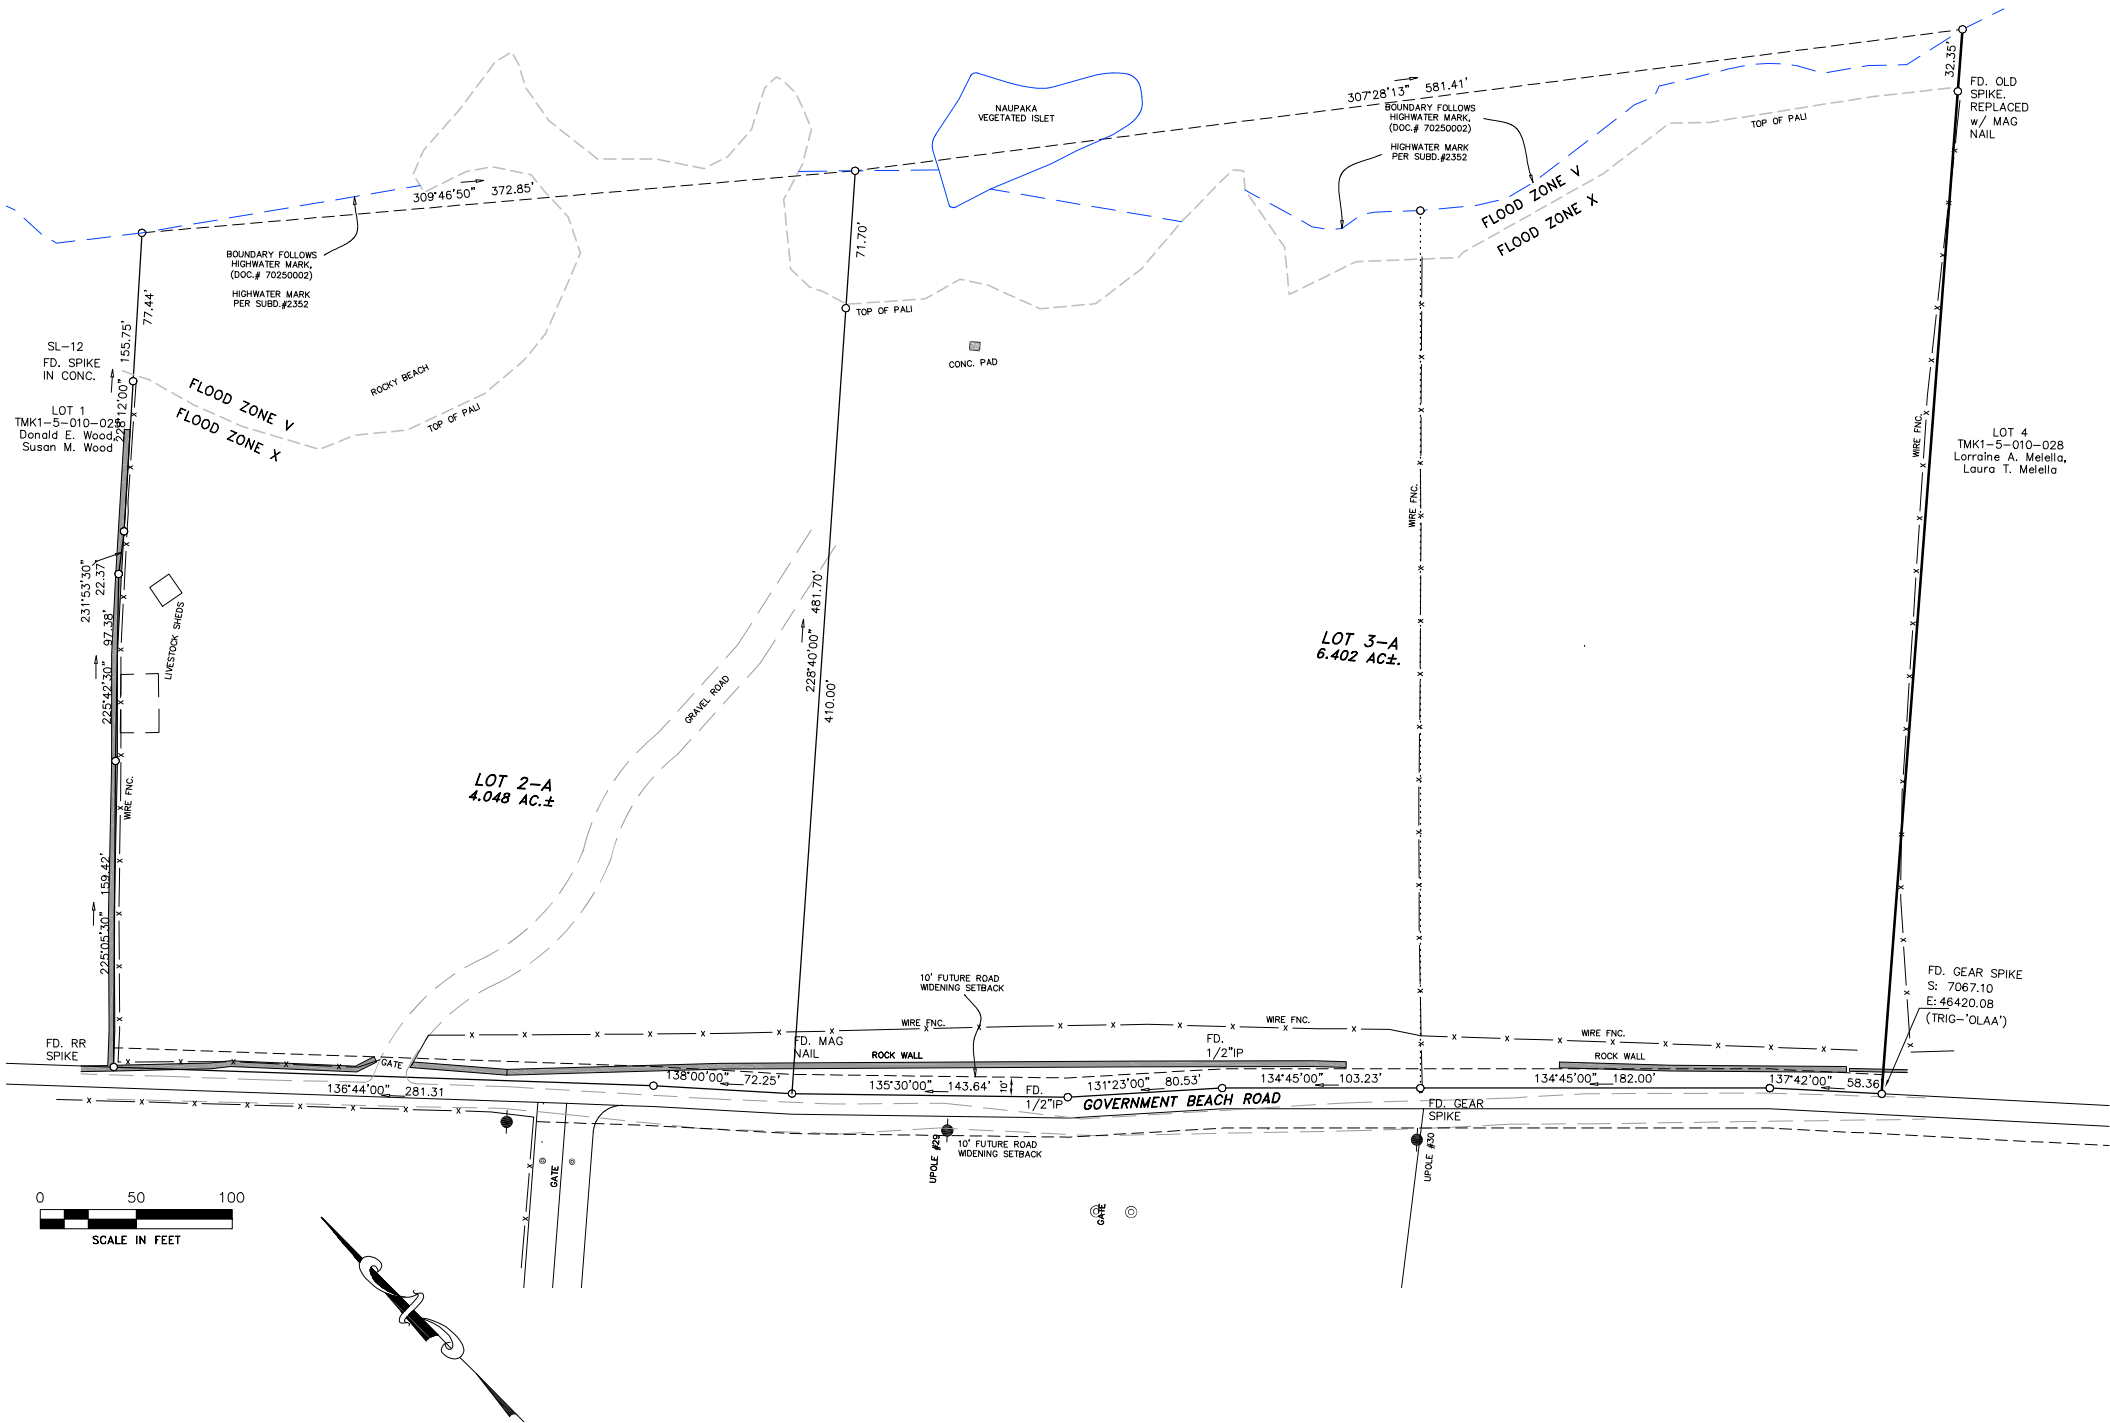 32.35'
FD. OLD
SPIKE.
REPLACED
w/ MAG
NAIL
307°28'13" 581.41'
NAUPAKA
VEGETATED ISLET
BOUNDARY FOLLOWS
HIGHWATER MARK,
(DOC.# 70250002)
HIGHWATER MARK
PER SUBD.#2352
TOP OF PALI
FLOOD ZONE V
FLOOD ZONE X
309°46'50" 372.85'
BOUNDARY FOLLOWS
HIGHWATER MARK,
(DOC.# 70250002)
HIGHWATER MARK
PER SUBD.#2352
71.70'
TOP OF PALI
77.44'
228°12'00" 155.75'
SL-12
FD. SPIKE
IN CONC.
LOT 1
TMK1-5-010-025
Donald E. Wood,
Susan M. Wood
FLOOD ZONE V
FLOOD ZONE X
ROCKY BEACH
TOP OF PALI
CONC. PAD
WIRE FNC.
WIRE FNC.
LOT 4
TMK1-5-010-028
Lorraine A. Melella,
Laura T. Melella
231°53'30"
22.37
LIVESTOCK SHEDS
225°42'30" 97.38'
228°40'00" 481.70'
410.00'
GRAVEL ROAD
LOT 3-A
6.402 AC±.
LOT 2-A
4.048 AC.±
WIRE FNC.
225°05'30" 159.42'
10' FUTURE ROAD
WIDENING SETBACK
FD. GEAR SPIKE
S: 7067.10
E: 46420.08
(TRIG-'OLAA')
WIRE FNC.
WIRE FNC.
WIRE FNC.
FD. RR
SPIKE
FD. MAG
NAIL
ROCK WALL
FD.
1/2"IP
ROCK WALL
GATE
136°44'00" 281.31
138°00'00" 72.25'
135°30'00" 143.64'
10'
FD.
1/2"IP
131°23'00" 80.53'
134°45'00" 103.23'
134°45'00" 182.00'
137°42'00" 58.36
GOVERNMENT BEACH ROAD
FD. GEAR
SPIKE
10' FUTURE ROAD
WIDENING SETBACK
UPOLE #29
UPOLE #30
GATE
GATE
0 50 100
SCALE IN FEET